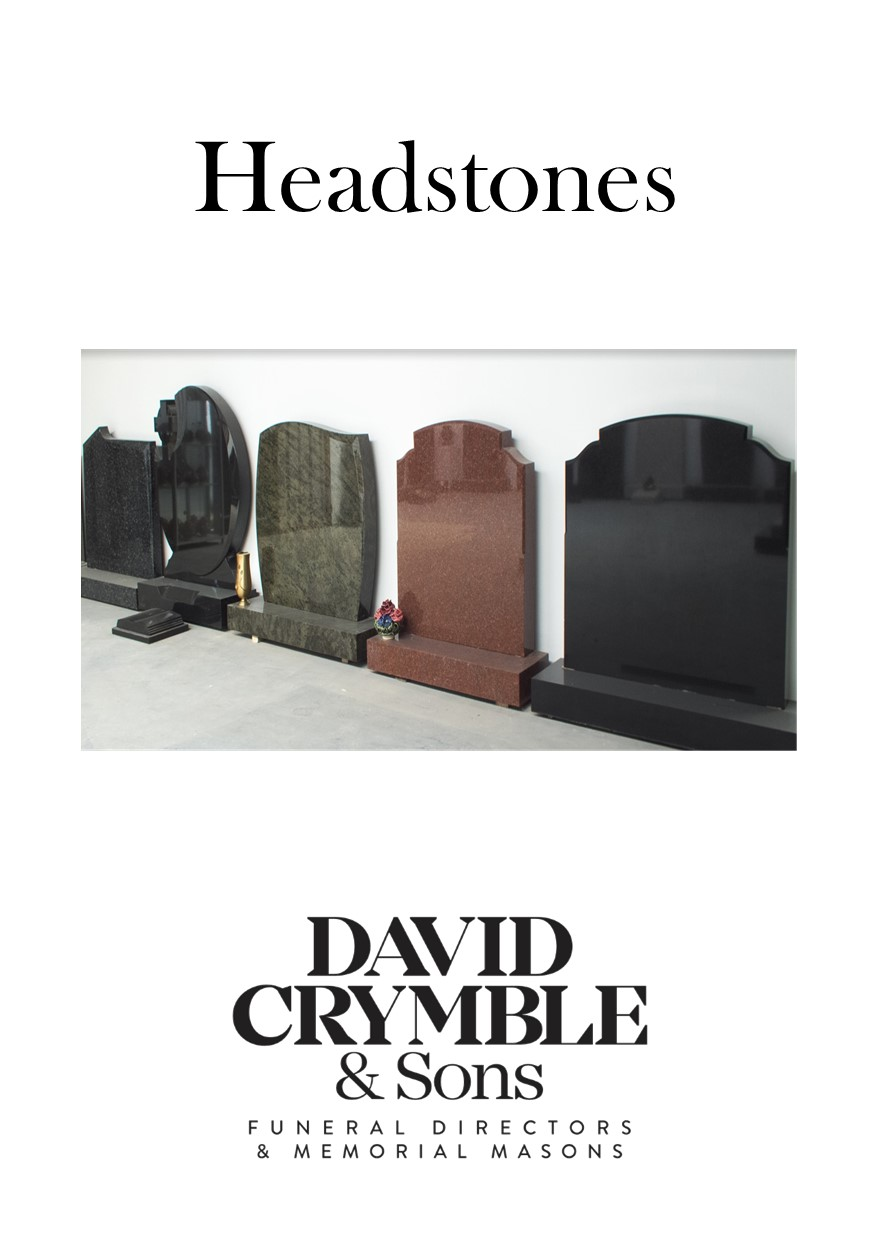 Headstones
DAVID
CRYMBLE
& Sons
FUNERAL DIRECTORS
& MEMORIAL MASONS